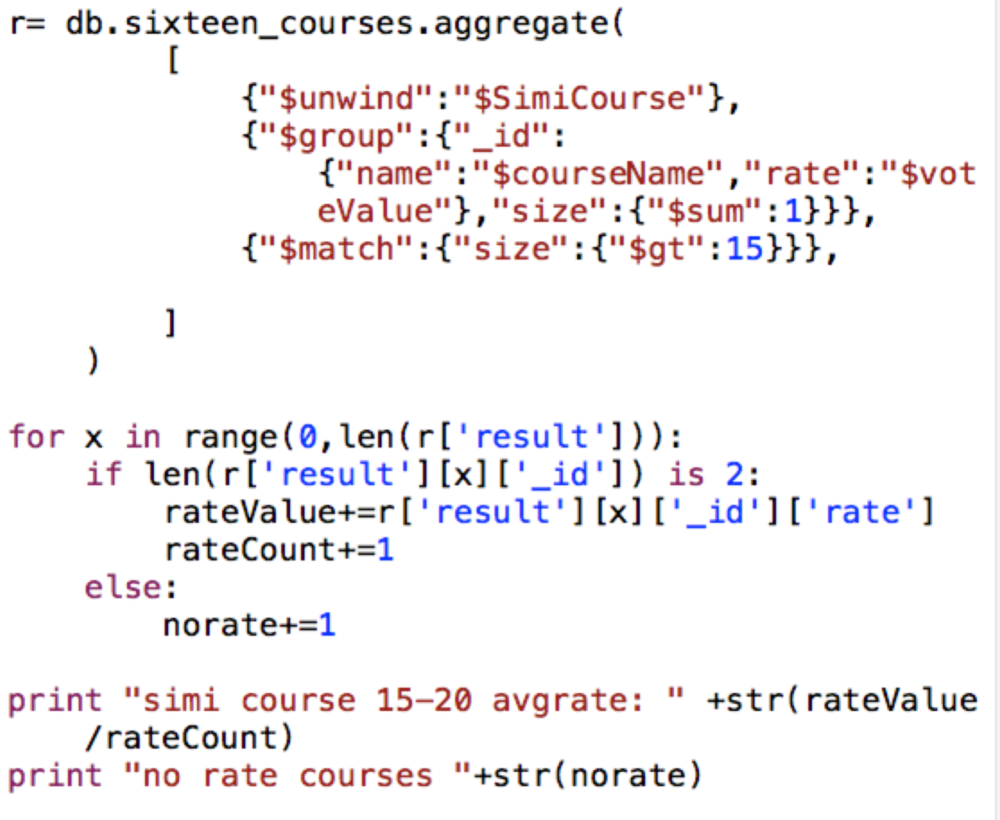 r= db.sixteen_courses.aggregate(
[
{"$unwind":"$SimiCourse"},
{"$group":{"_id":
{"name":"$courseName","rate":"$vot
eValue"},"size":{"$sum":1}}},
{"$match":{"size":{"$gt":15}}},
]
)
for x in range(0,len(r['result'])):
if len(r['result'][x]['_id']) is 2:
rateValue+=r['result'][x]['_id']['rate']
rateCount+=1
else:
norate+=1
print "simi course 15–20 avgrate: " +str(rateValue
/rateCount)
print "no rate courses "+str(norate)